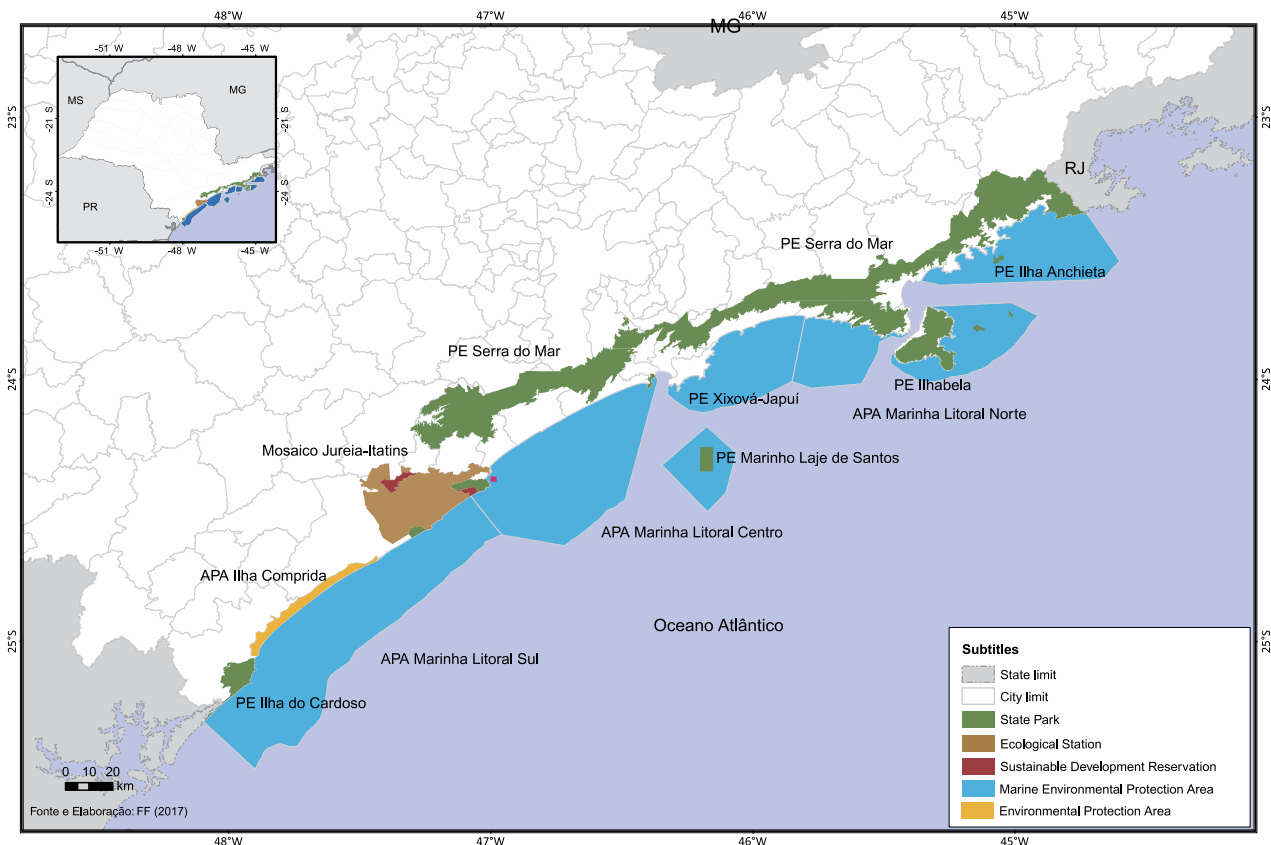 48°W
47°W
46°W
45°W
MG
-51 W
-48 W
-45 W
MS
MG
-21 S
-21 S
-24 S
-24 S
PR
-51 W
-48 W
-45 W
23°S
23°S
RJ
PE Serra do Mar
PE Ilha Anchieta
PE Serra do Mar
24°S
24°S
PE Ilhabela
PE Xixová-Japuí
APA Marinha Litoral Norte
Mosaico Jureia-Itatins
PE Marinho Laje de Santos
APA Marinha Litoral Centro
APA Ilha Comprida
Oceano Atlântico
25°S
25°S
APA Marinha Litoral Sul
PE Ilha do Cardoso
Subtitles
State limit
City limit
State Park
Ecological Station
Sustainable Development Reservation
Marine Environmental Protection Area
Environmental Protection Area
0 10 20
km
Fonte e Elaboração: FF (2017)
48°W
47°W
46°W
45°W